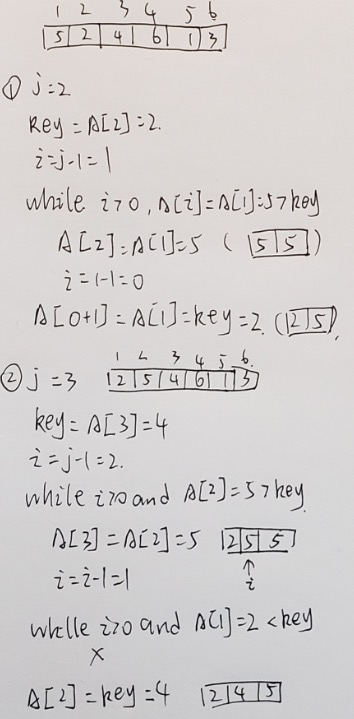 1 2 3 4 5 6
5 2 4 6 1 3
① j=2
key = A[2]=2.
i=j-1=1
while i>0, A[i]=A[1]=5>key
A[2]=A[1]=5 ( 5 5 )
i=1-1=0
A[0+1]=A[1]=key=2. ( 2 5 ).
1 2 3 4 5 6.
② j=3 2 5 4 6 1 3
key=A[3]=4
i=j-1=2.
while i>0 and A[2]=5>key.
A[3]=A[2]=5 2 5 5
i=i-1=1 ↑
i
while i>0 and A[1]=2<key
×
A[2]=key=4 2 4 5